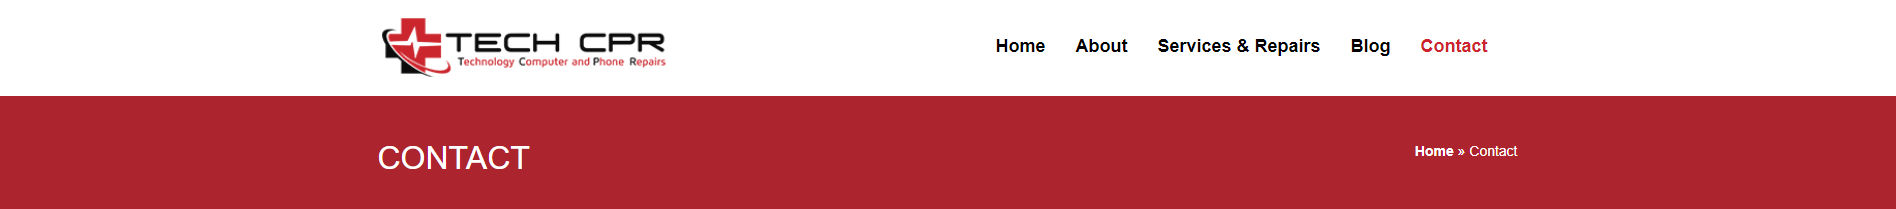 TECH CPR
Technology Computer and Phone Repairs
Home About Services & Repairs Blog Contact
CONTACT
Home » Contact